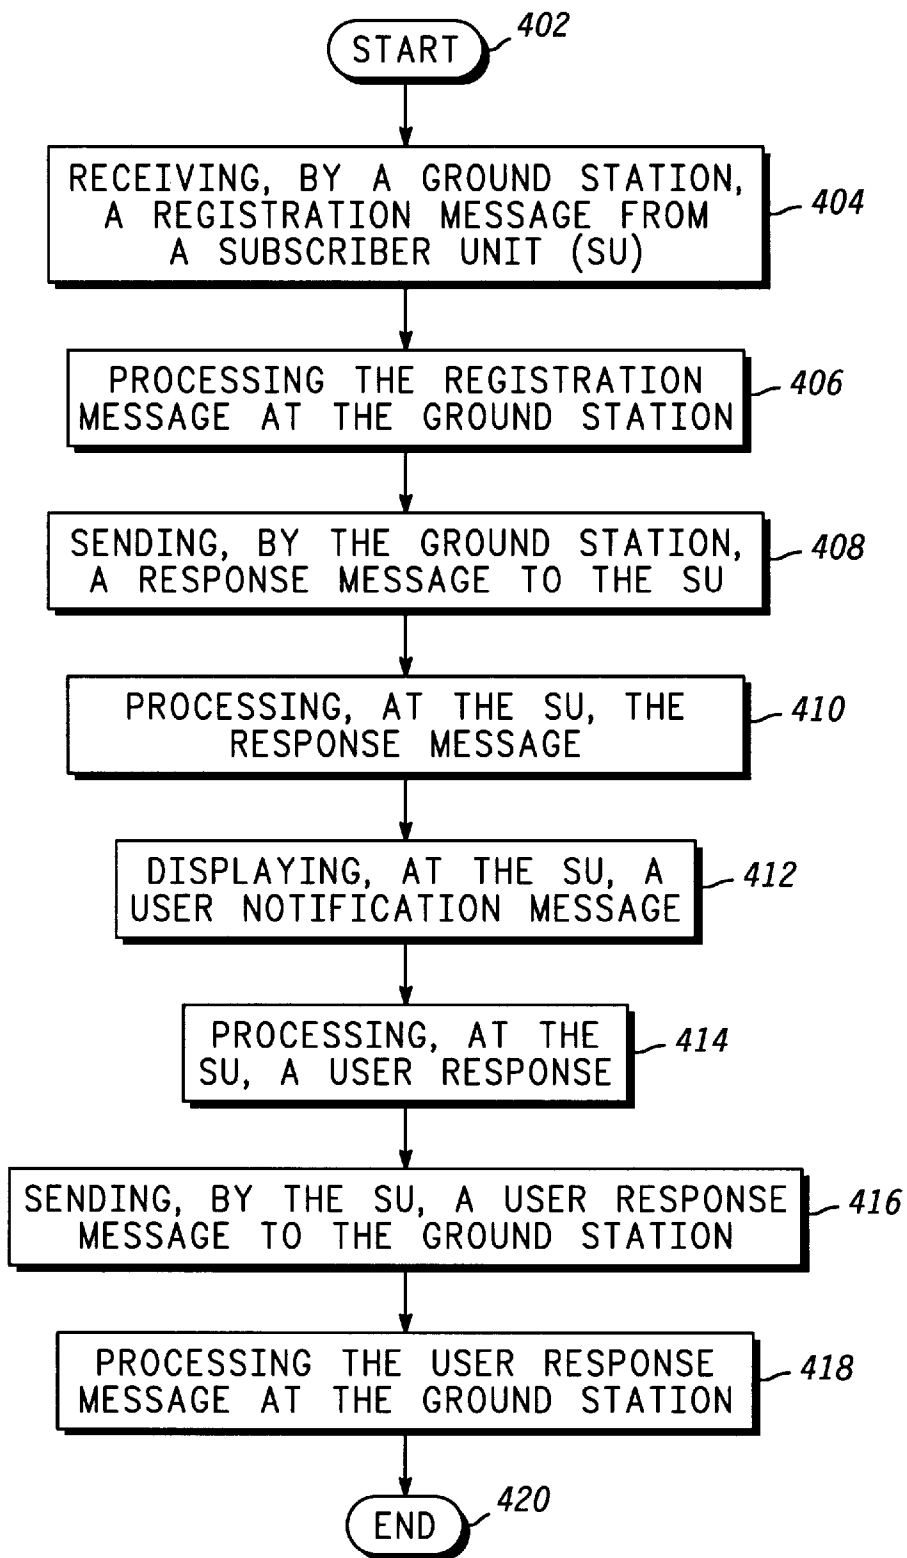 START
402
RECEIVING, BY A GROUND STATION,
A REGISTRATION MESSAGE FROM
A SUBSCRIBER UNIT (SU)
404
PROCESSING THE REGISTRATION
MESSAGE AT THE GROUND STATION
406
SENDING, BY THE GROUND STATION,
A RESPONSE MESSAGE TO THE SU
408
PROCESSING, AT THE SU, THE
RESPONSE MESSAGE
410
DISPLAYING, AT THE SU, A
USER NOTIFICATION MESSAGE
412
PROCESSING, AT THE
SU, A USER RESPONSE
414
SENDING, BY THE SU, A USER RESPONSE
MESSAGE TO THE GROUND STATION
416
PROCESSING THE USER RESPONSE
MESSAGE AT THE GROUND STATION
418
END
420